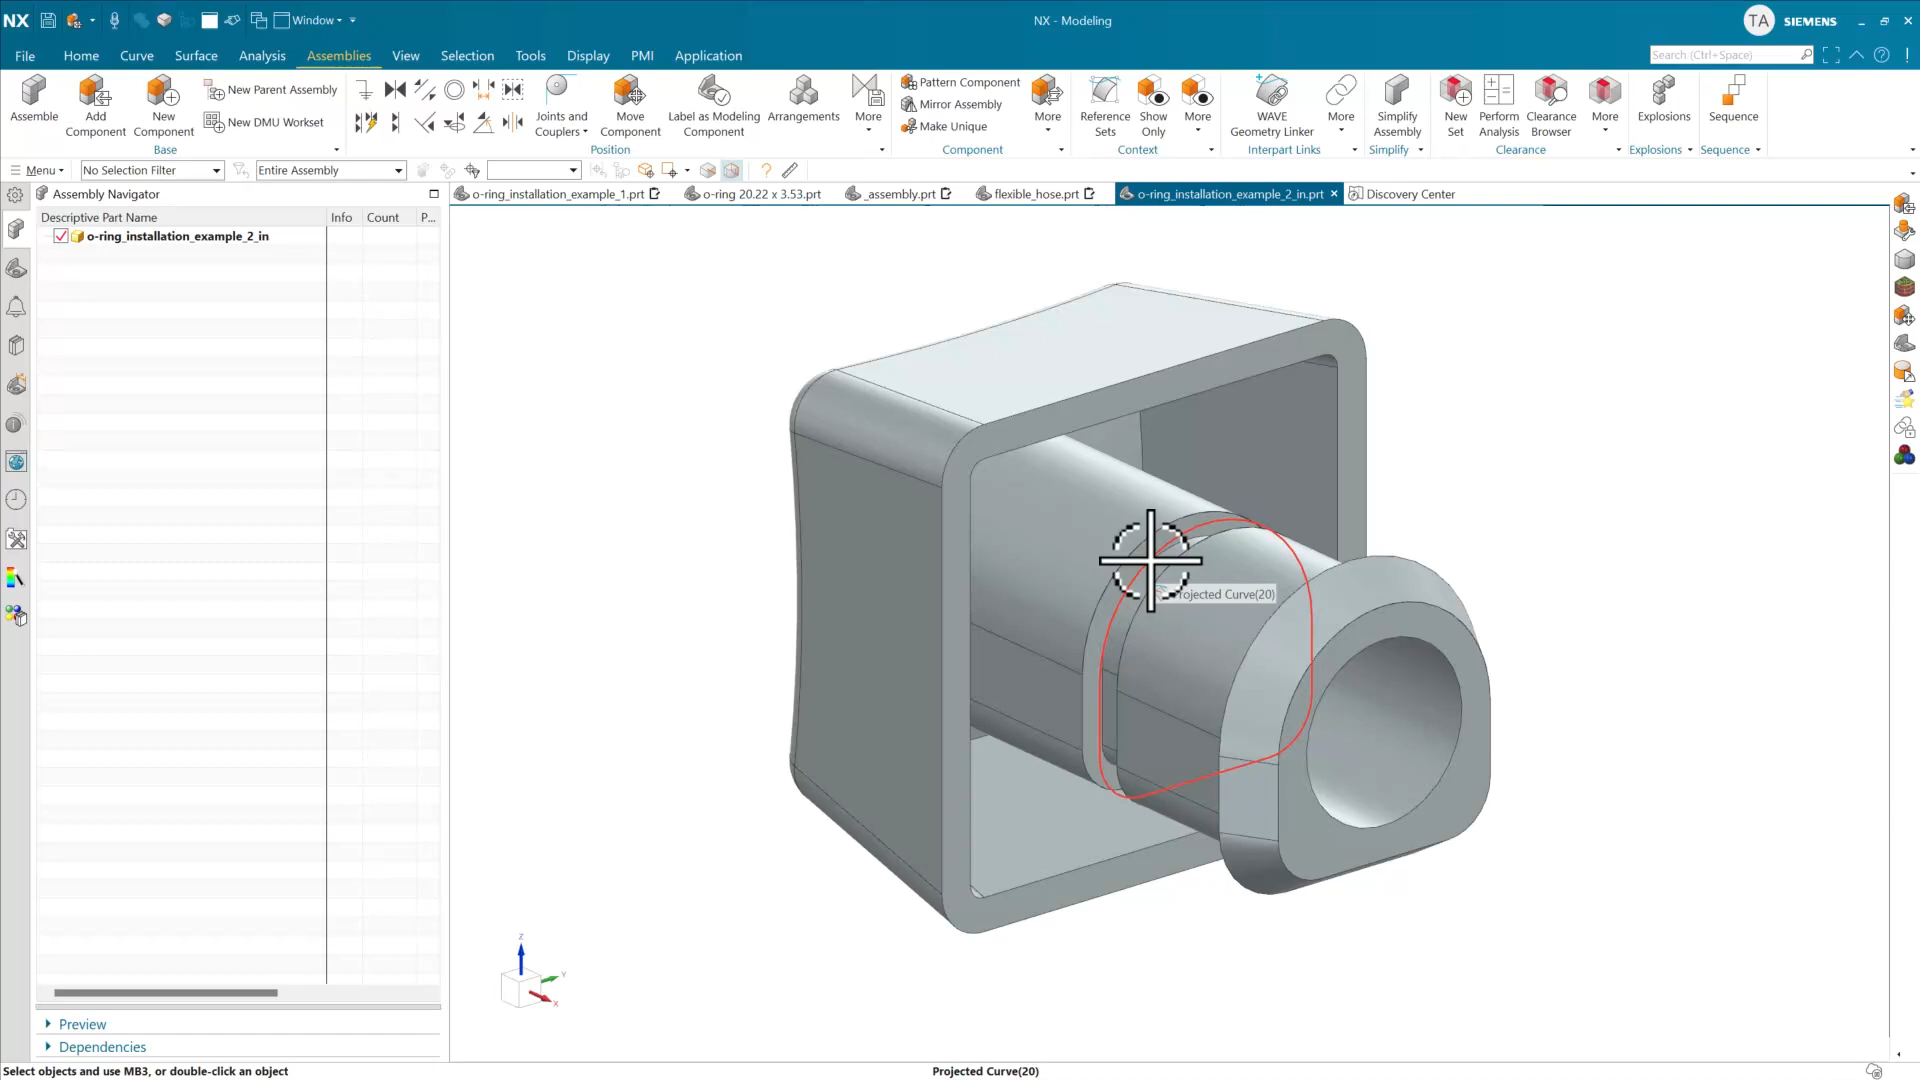 NX
Window
NX - Modeling
TA
SIEMENS
File
Home
Curve
Surface
Analysis
Assemblies
View
Selection
Tools
Display
PMI
Application
Search (Ctrl+Space)
Assemble
Add
Component
New
Component
New Parent Assembly
New DMU Workset
Base
Joints and
Couplers
Move
Component
Label as Modeling
Component
Arrangements
More
Position
Pattern Component
Mirror Assembly
Make Unique
More
Component
Reference
Sets
Show
Only
More
Context
WAVE
Geometry Linker
More
Interpart Links
Simplify
Assembly
Simplify
New
Set
Perform
Analysis
Clearance
Browser
More
Clearance
Explosions
Explosions
Sequence
Sequence
Menu
No Selection Filter
Entire Assembly
Assembly Navigator
o-ring_installation_example_1.prt
o-ring 20.22 x 3.53.prt
_assembly.prt
flexible_hose.prt
o-ring_installation_example_2_in.prt
Discovery Center
Descriptive Part Name
Info
Count
P...
o-ring_installation_example_2_in
rojected Curve(20)
Z
Y
X
Preview
Dependencies
Select objects and use MB3, or double-click an object
Projected Curve(20)